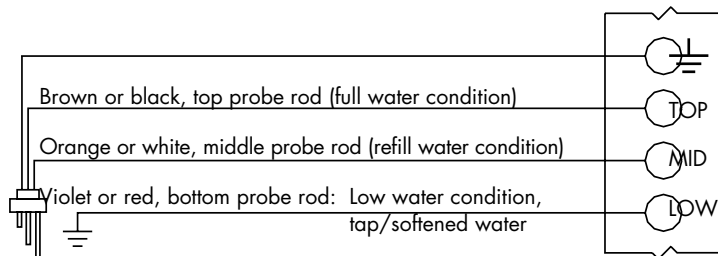 Brown or black, top probe rod (full water condition)
TOP
Orange or white, middle probe rod (refill water condition)
MID
Violet or red, bottom probe rod: Low water condition,
tap/softened water
LOW